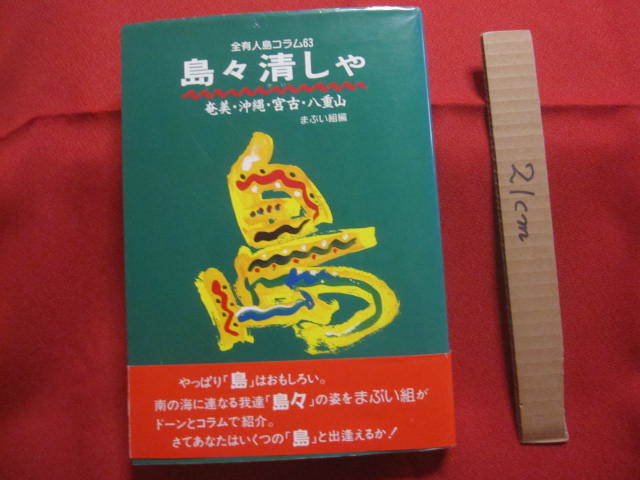 全有人島コラム63
島々清しゃ
奄美・沖縄・宮古・八重山
まぶい組編
島
やっぱり「島」はおもしろい。
南の海に連なる我達「島々」の姿をまぶい組が
ドーンとコラムで紹介。
さてあなたはいくつの「島」と出逢えるか!
21cm